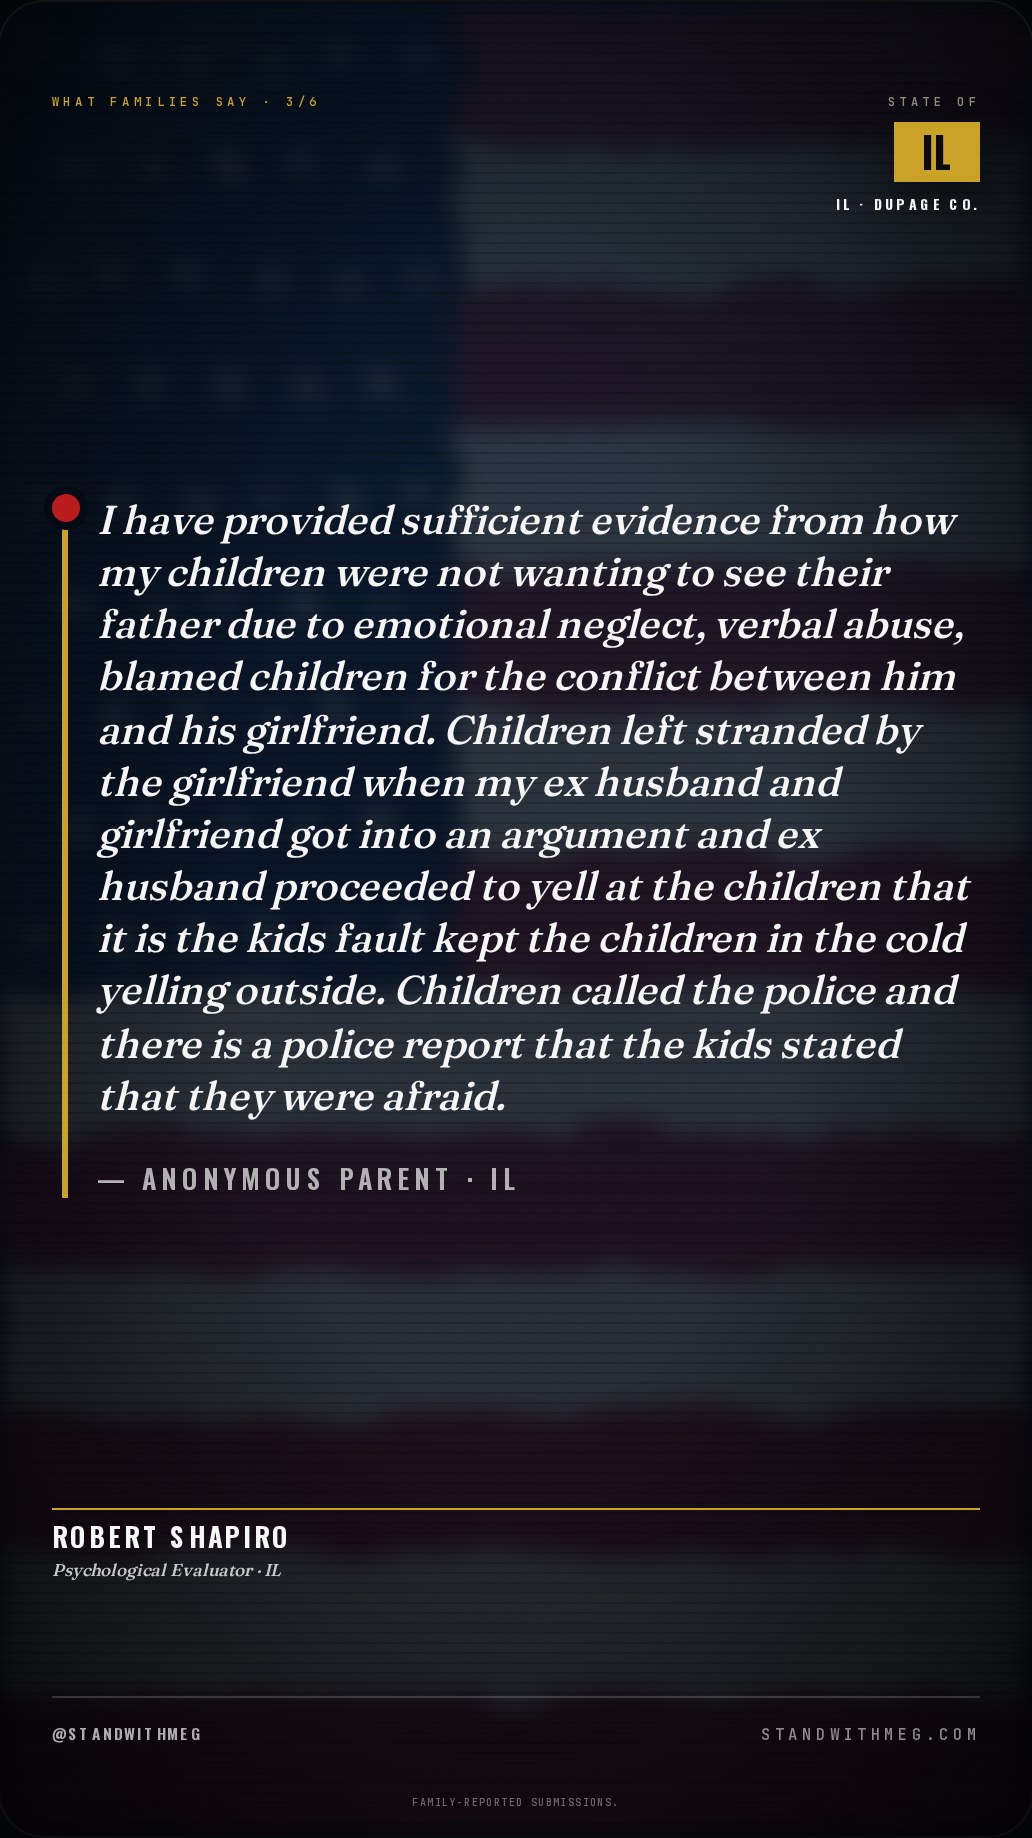 WHAT FAMILIES SAY · 3/6
STATE OF
IL
IL · DUPAGE CO.
I have provided sufficient evidence from how
my children were not wanting to see their
father due to emotional neglect, verbal abuse,
blamed children for the conflict between him
and his girlfriend. Children left stranded by
the girlfriend when my ex husband and
girlfriend got into an argument and ex
husband proceeded to yell at the children that
it is the kids fault kept the children in the cold
yelling outside. Children called the police and
there is a police report that the kids stated
that they were afraid.
— ANONYMOUS PARENT · IL
ROBERT SHAPIRO
Psychological Evaluator · IL
@STANDWITHMEG
STANDWITHMEG.COM
FAMILY-REPORTED SUBMISSIONS.